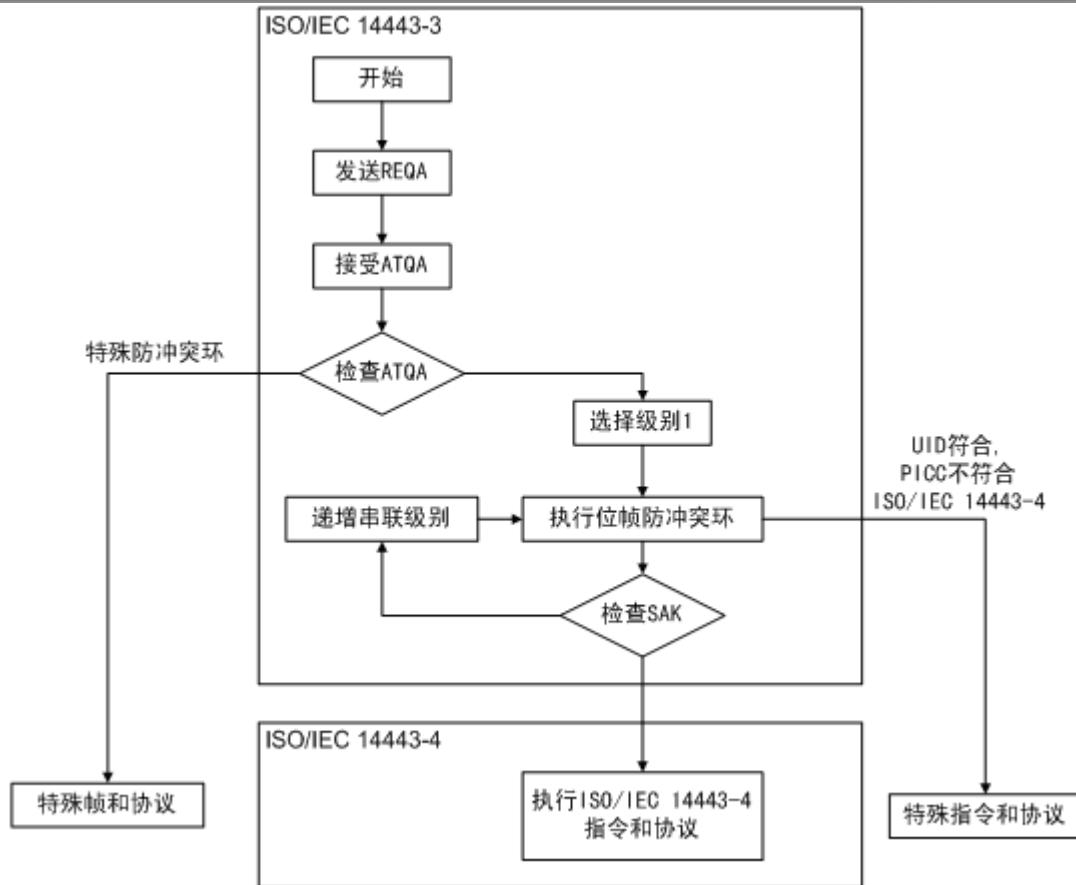 ISO/IEC 14443-3
开始
发送REQA
接受ATQA
特殊防冲突环
检查ATQA
选择级别1
UID符合,
PICC不符合
ISO/IEC 14443-4
递增串联级别
执行位帧防冲突环
检查SAK
ISO/IEC 14443-4
特殊帧和协议
执行ISO/IEC 14443-4
指令和协议
特殊指令和协议